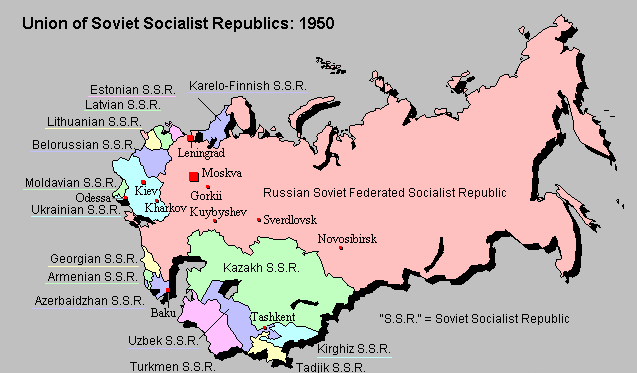 Union of Soviet Socialist Republics: 1950
Estonian S.S.R.
Karelo-Finnish S.S.R.
Latvian S.S.R.
Lithuanian S.S.R.
Belorussian S.S.R.
Leningrad
Moldavian S.S.R.
Kiev
Moskva
Odessa
Gorkii
Russian Soviet Federated Socialist Republic
Ukrainian S.S.R.
Kharkov
Kuybyshev
Sverdlovsk
Novosibirsk
Georgian S.S.R.
Kazakh S.S.R.
Armenian S.S.R.
Azerbaidzhan S.S.R.
Baku
Tashkent
"S.S.R." = Soviet Socialist Republic
Uzbek S.S.R.
Kirghiz S.S.R.
Turkmen S.S.R.
Tadjik S.S.R.